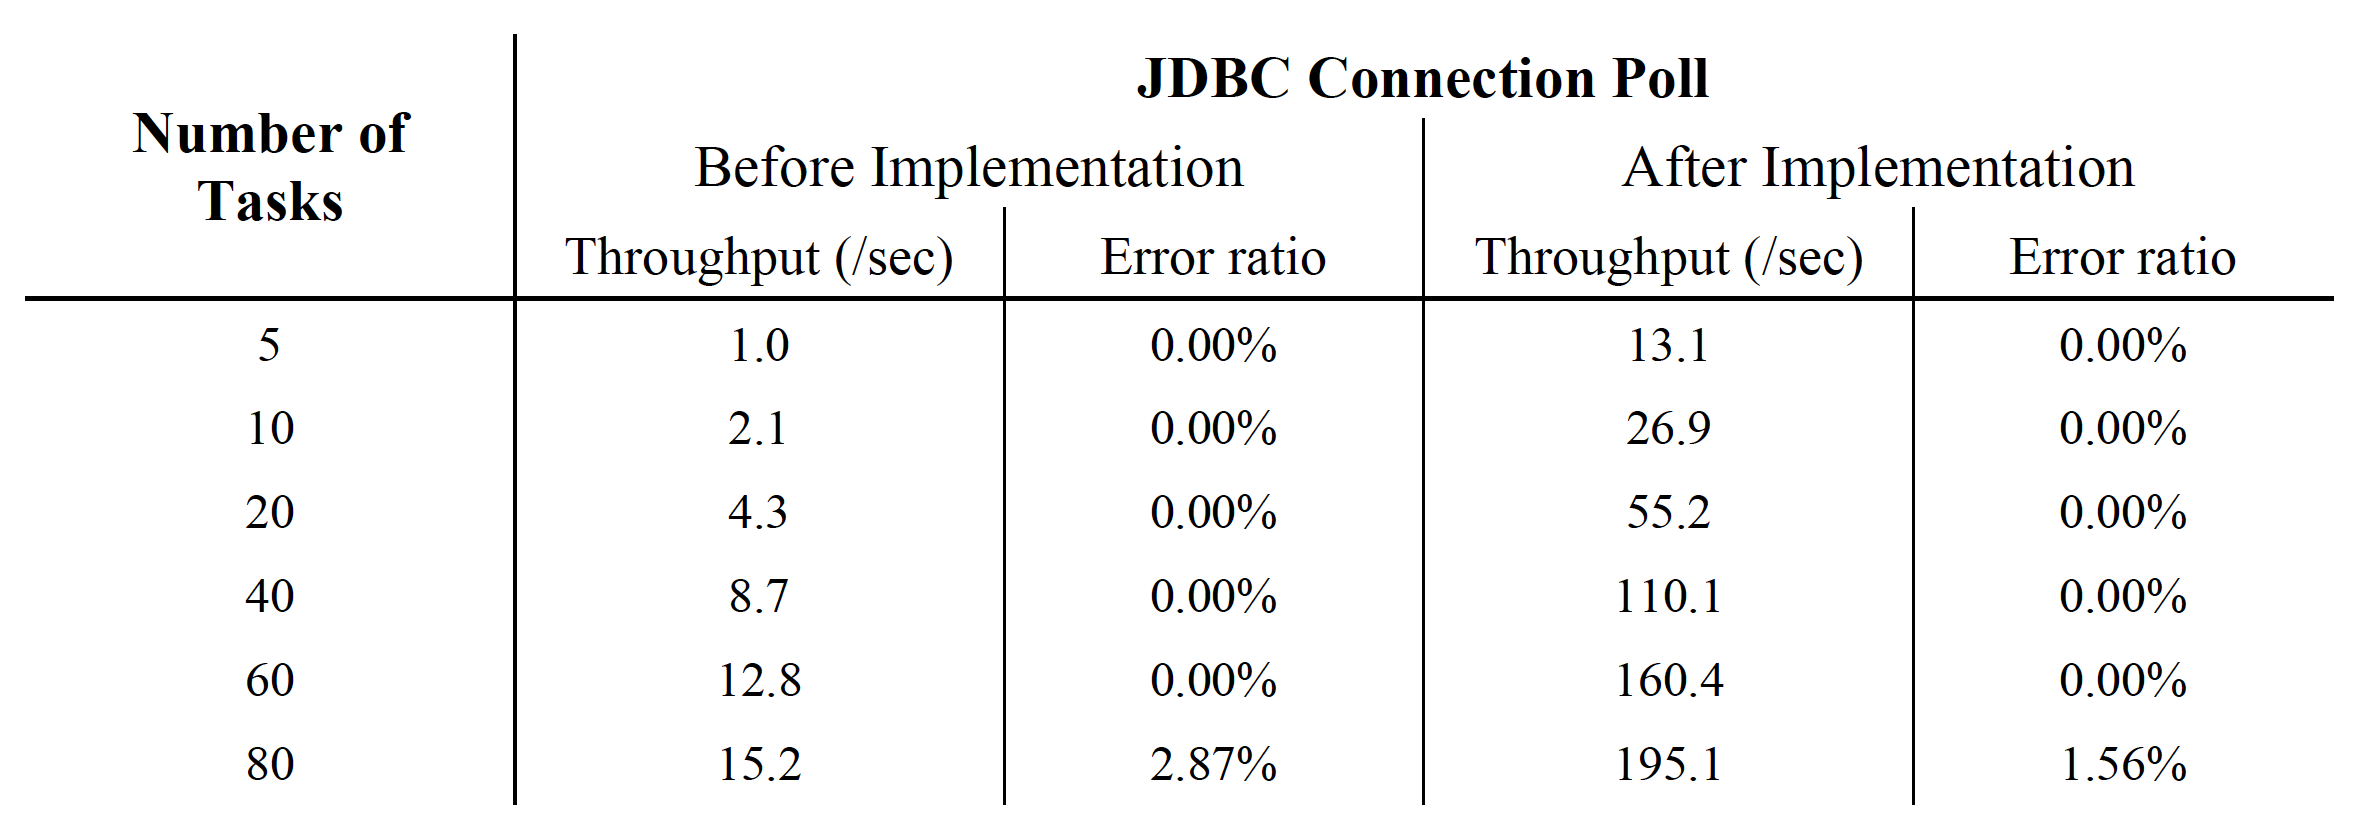 JDBC Connection Poll
Number of
Tasks
Before Implementation After Implementation
Throughput (/sec) Error ratio Throughput (/sec) Error ratio
5 1.0 0.00% 13.1 0.00%
10 2.1 0.00% 26.9 0.00%
20 4.3 0.00% 55.2 0.00%
40 8.7 0.00% 110.1 0.00%
60 12.8 0.00% 160.4 0.00%
80 15.2 2.87% 195.1 1.56%